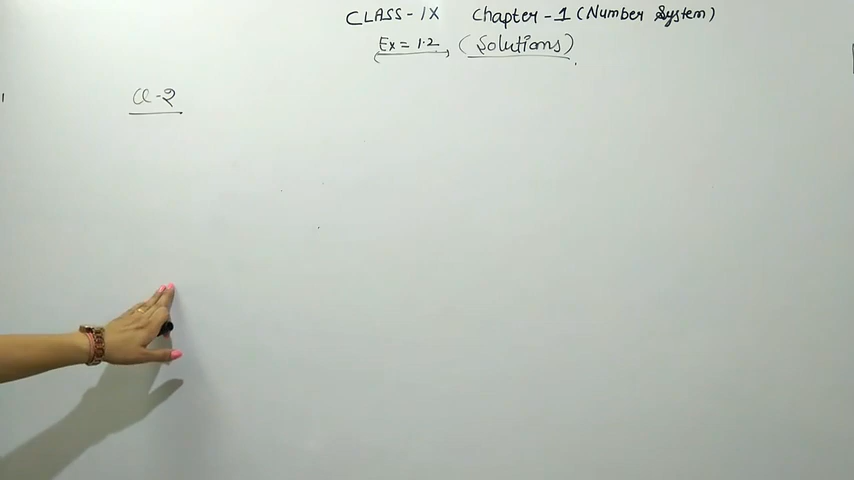 CLASS-IX Chapter-1 (Number System)
Ex = 1.2 (Solutions)
Q-2